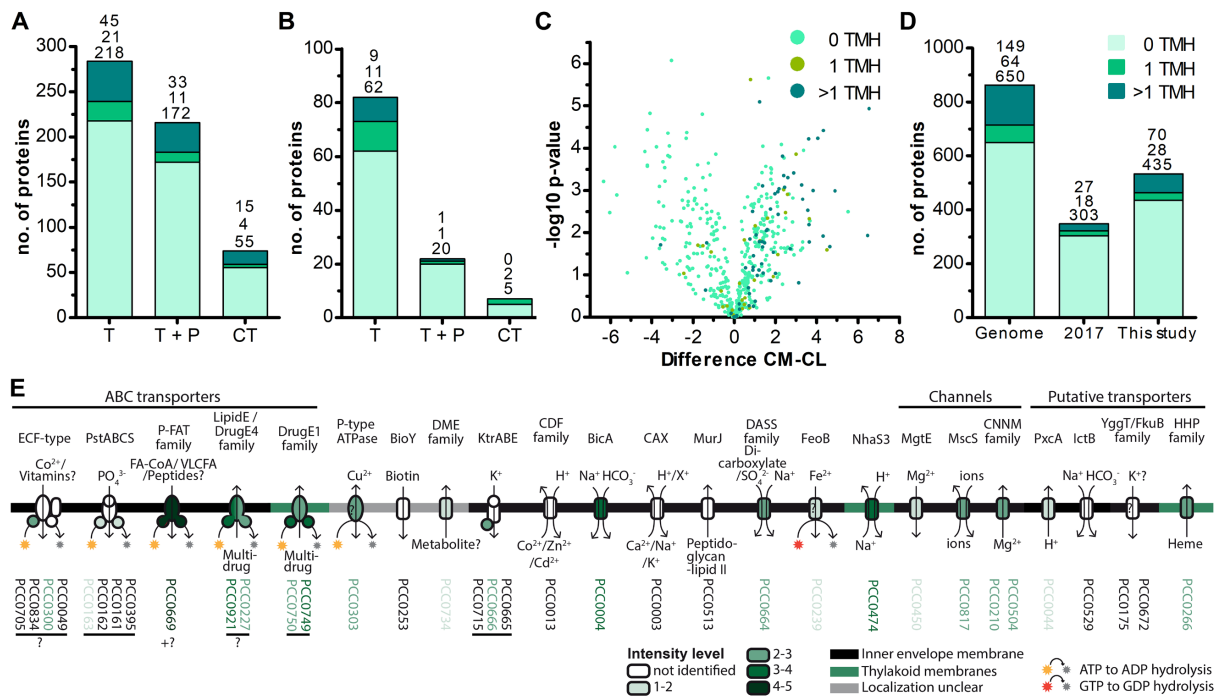 A
45
21
218
300
250
200
150
100
50
0
no. of proteins
33
11
172
15
4
55
T
T + P
CT
B
9
11
62
100
80
60
40
20
0
no. of proteins
1
1
20
0
2
5
T
T + P
CT
C
7
6
5
4
3
2
1
0
-log10 p-value
0 TMH
1 TMH
>1 TMH
-6 -4 -2 0 2 4 6 8
Difference CM-CL
D
149
64
650
1000
800
600
400
200
0
no. of proteins
0 TMH
1 TMH
>1 TMH
27
18
303
70
28
435
Genome
2017
This study
E
ABC transporters
Channels
Putative transporters
ECF-type
PstABCS
P-FAT
family
LipidE /
DrugE4
family
DrugE1
family
P-type
ATPase
BioY
DME
family
KtrABE
CDF
family
BicA
CAX
MurJ
DASS
family
FeoB
NhaS3
MgtE
MscS
CNNM
family
PxcA
IctB
YggT/FkuB
family
HHP
family
Co²⁺/
Vitamins?
PO₄³⁻
FA-CoA/ VLCFA
/Peptides?
Cu²⁺
Biotin
K⁺
H⁺
Na⁺ HCO₃⁻
H⁺/X⁺
Di-
carboxylate
/SO₄²⁻ Na⁺
Fe²⁺
H⁺
Mg²⁺
ions
Na⁺ HCO₃⁻
K⁺?
?
?
?
Multi-
drug
Multi-
drug
Metabolite?
Co²⁺/Zn²⁺
/Cd²⁺
Ca²⁺/Na⁺
/K⁺
Peptido-
glycan
-lipid II
Na⁺
ions
Mg²⁺
H⁺
Heme
PCC0705
PCC0834
PCC0300
PCC0049
?
PCC0163
PCC0162
PCC0161
PCC0395
PCC0669
+?
PCC0921
PCC0227
?
PCC0750
PCC0749
PCC0303
PCC0253
PCC0734
PCC0715
PCC0666
PCC0665
PCC0013
PCC0004
PCC0003
PCC0513
PCC0664
PCC0239
PCC0474
PCC0450
PCC0817
PCC0210
PCC0504
PCC0044
PCC0529
PCC0175
PCC0672
PCC0266
Intensity level
not identified
1-2
2-3
3-4
4-5
Inner envelope membrane
Thylakoid membranes
Localization unclear
ATP to ADP hydrolysis
GTP to GDP hydrolysis